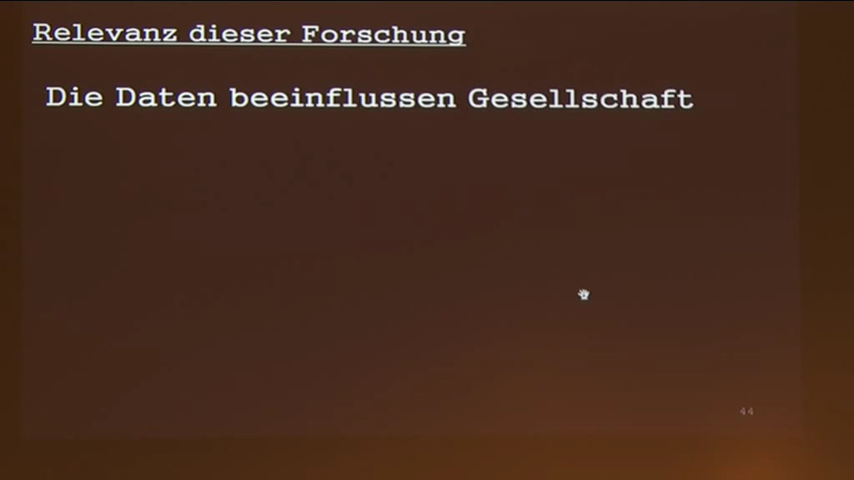 Relevanz dieser Forschung
Die Daten beeinflussen Gesellschaft
44